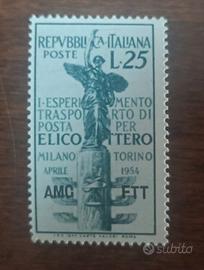 REPVBBLICA ITALIANA
POSTE
L.25
I·ESPERIMENTO
TRASPORTO DI
POSTA PER
ELICOTTERO
MILANO TORINO
APRILE 1954
AMG FTT
subito